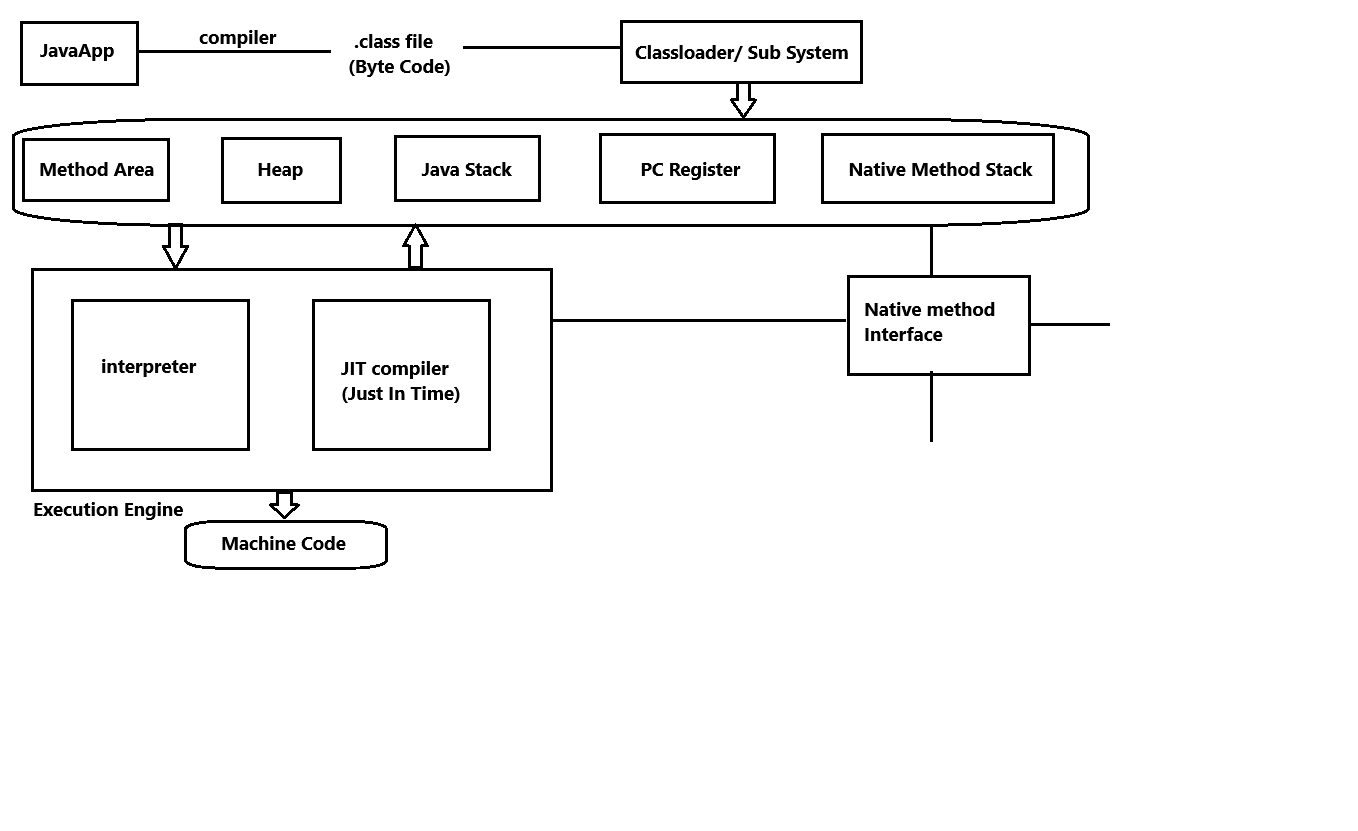 JavaApp
compiler
.class file
(Byte Code)
Classloader/ Sub System
Method Area
Heap
Java Stack
PC Register
Native Method Stack
interpreter
JIT compiler
(Just In Time)
Native method
Interface
Execution Engine
Machine Code